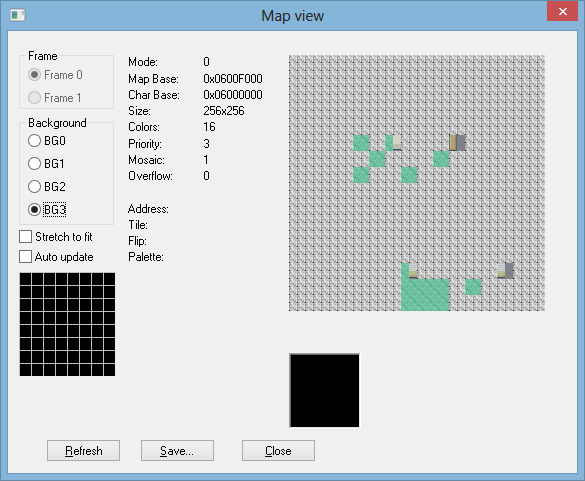 Map view
Frame
Frame 0
Frame 1
Background
BG0
BG1
BG2
BG3
Stretch to fit
Auto update
Mode: 0
Map Base: 0x0600F000
Char Base: 0x06000000
Size: 256x256
Colors: 16
Priority: 3
Mosaic: 1
Overflow: 0
Address:
Tile:
Flip:
Palette:
Refresh
Save...
Close